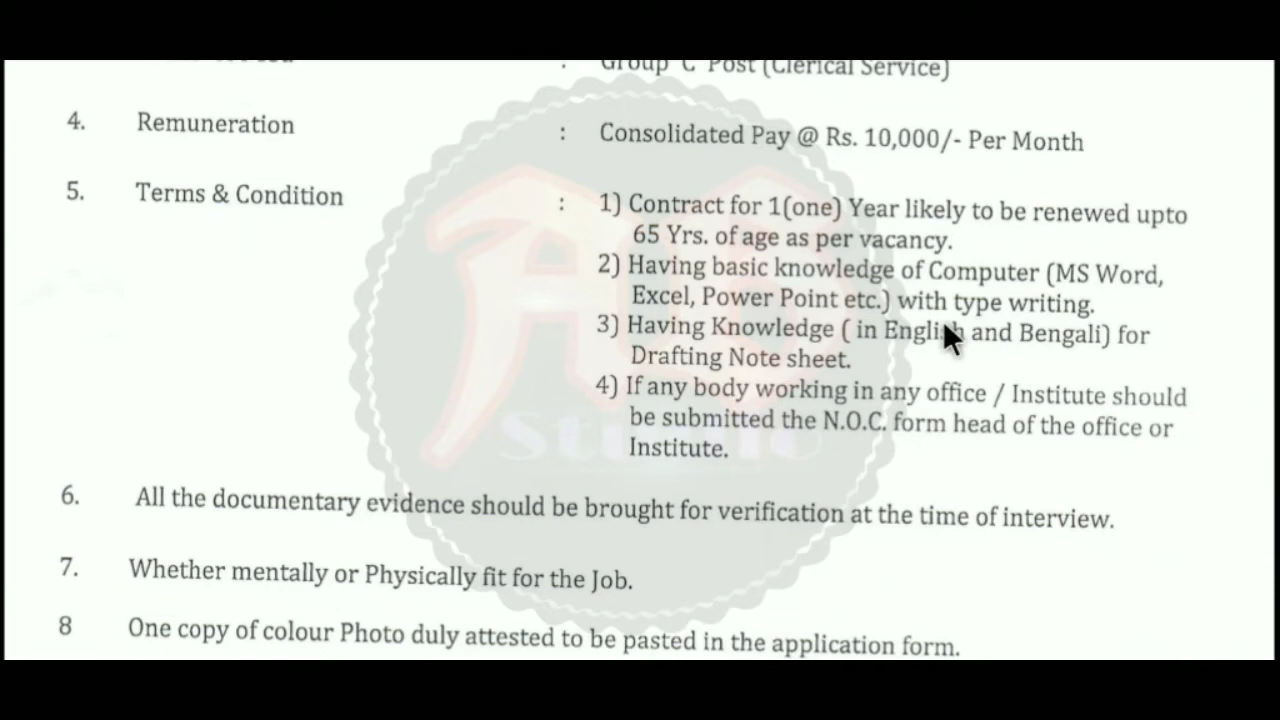 : Group 'C' Post (Clerical Service)
4. Remuneration : Consolidated Pay @ Rs. 10,000/- Per Month
5. Terms & Condition : 1) Contract for 1(one) Year likely to be renewed upto
65 Yrs. of age as per vacancy.
2) Having basic knowledge of Computer (MS Word,
Excel, Power Point etc.) with type writing.
3) Having Knowledge ( in English and Bengali) for
Drafting Note sheet.
4) If any body working in any office / Institute should
be submitted the N.O.C. form head of the office or
Institute.
6. All the documentary evidence should be brought for verification at the time of interview.
7. Whether mentally or Physically fit for the Job.
8 One copy of colour Photo duly attested to be pasted in the application form.
Studio